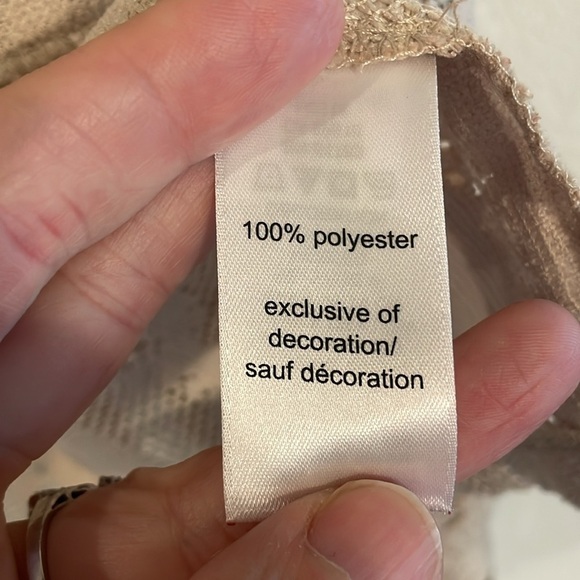 100% polyester
exclusive of
decoration/
sauf décoration